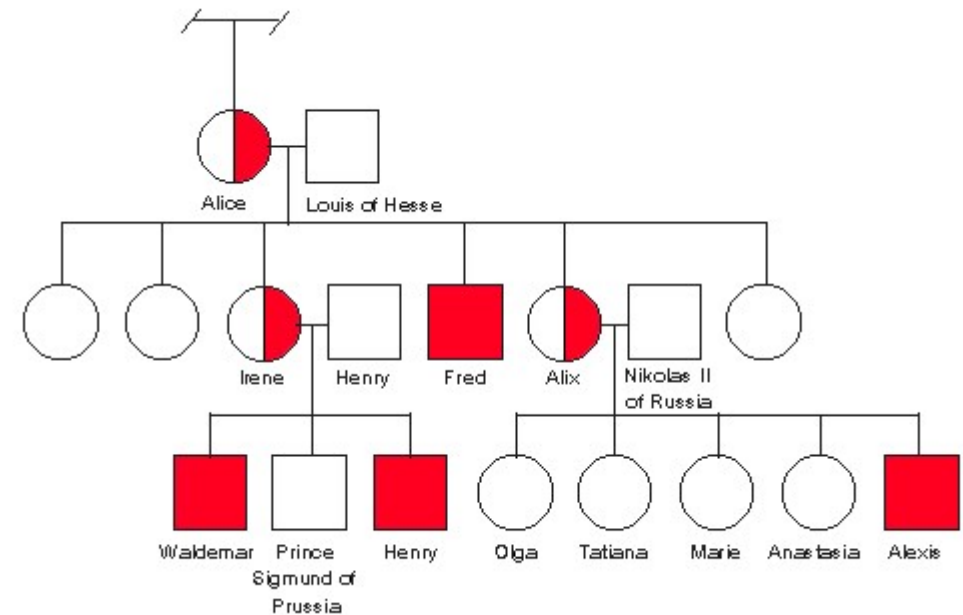 Alice
Louis of Hesse
Irene
Henry
Fred
Alix
Nikolas II
of Russia
Waldemar
Prince
Sigmund of
Prussia
Henry
Olga
Tatiana
Marie
Anastasia
Alexis